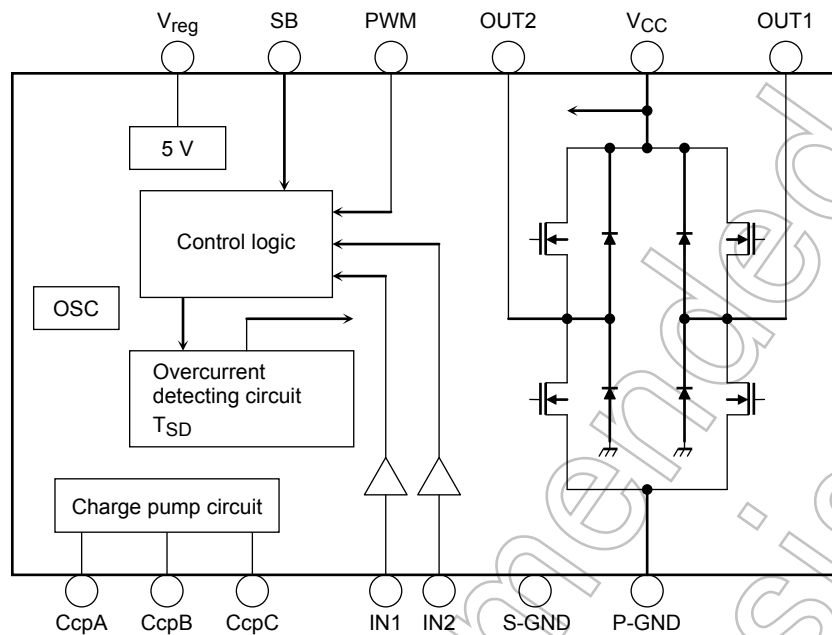 Vreg SB PWM OUT2 VCC OUT1
5 V
Control logic
OSC
Overcurrent
detecting circuit
TSD
Charge pump circuit
CcpA CcpB CcpC IN1 IN2 S-GND P-GND